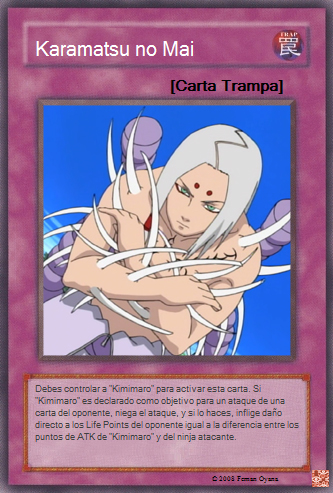 Karamatsu no Mai
TRAP
罠
[Carta Trampa]
Debes controlar a "Kimimaro" para activar esta carta. Si
"Kimimaro" es declarado como objetivo para un ataque de una
carta del oponente, niega el ataque, y si lo haces, inflige daño
directo a los Life Points del oponente igual a la diferencia entre los
puntos de ATK de "Kimimaro" y del ninja atacante.
© 2008 Fernan Oyana